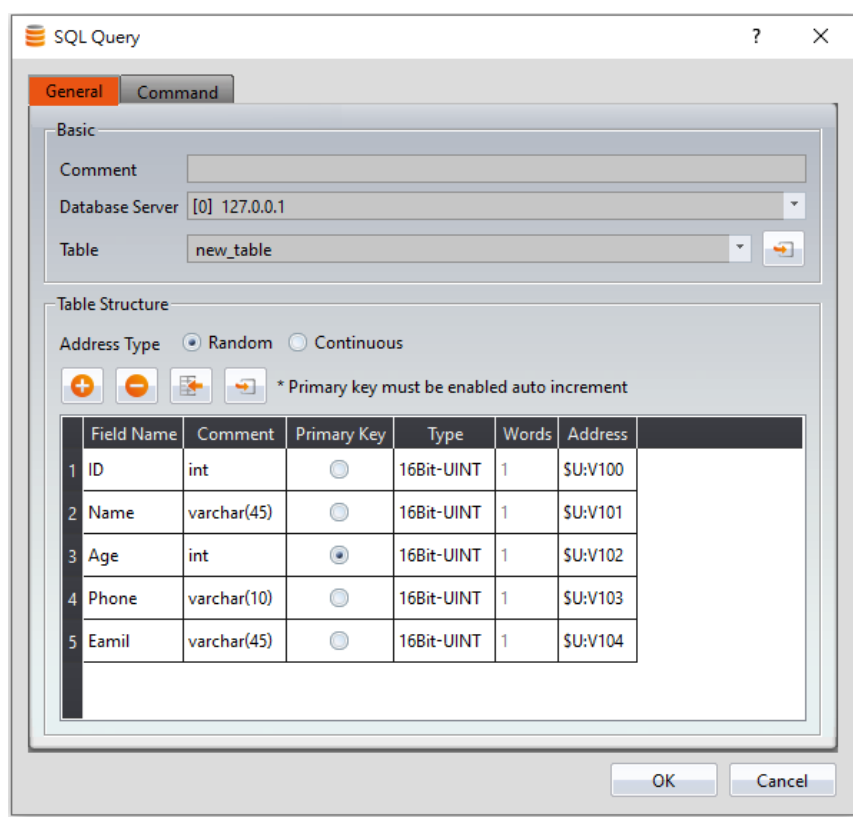 SQL Query ?
General Command
Basic
Comment
Database Server [0] 127.0.0.1
Table new_table
Table Structure
Address Type Random Continuous
* Primary key must be enabled auto increment
Field Name Comment Primary Key Type Words Address
1 ID int 16Bit-UINT 1 $U:V100
2 Name varchar(45) 16Bit-UINT 1 $U:V101
3 Age int 16Bit-UINT 1 $U:V102
4 Phone varchar(10) 16Bit-UINT 1 $U:V103
5 Eamil varchar(45) 16Bit-UINT 1 $U:V104
OK Cancel